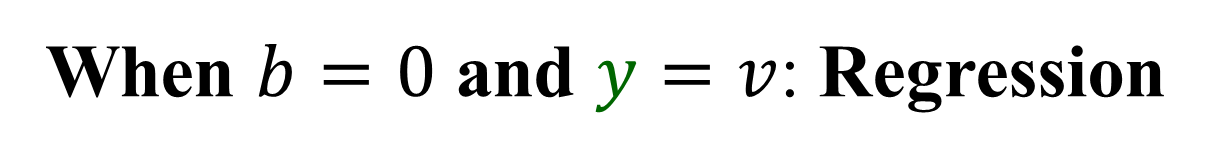 When b = 0 and y = v: Regression